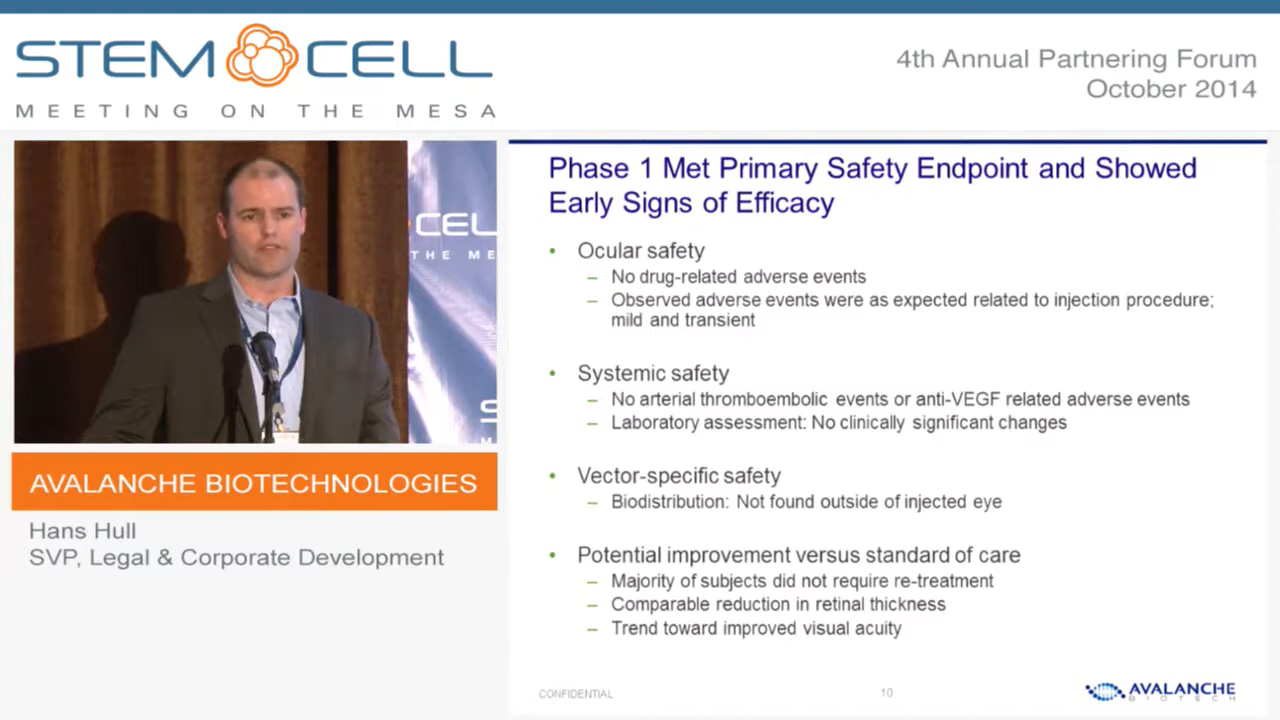 STEM CELL
MEETING ON THE MESA
4th Annual Partnering Forum
October 2014
CEL
THE ME
S
M
AVALANCHE BIOTECHNOLOGIES
Hans Hull
SVP, Legal & Corporate Development
Phase 1 Met Primary Safety Endpoint and Showed
Early Signs of Efficacy
• Ocular safety
– No drug-related adverse events
– Observed adverse events were as expected related to injection procedure;
mild and transient
• Systemic safety
– No arterial thromboembolic events or anti-VEGF related adverse events
– Laboratory assessment: No clinically significant changes
• Vector-specific safety
– Biodistribution: Not found outside of injected eye
• Potential improvement versus standard of care
– Majority of subjects did not require re-treatment
– Comparable reduction in retinal thickness
– Trend toward improved visual acuity
CONFIDENTIAL
10
AVALANCHE
BIOTECH